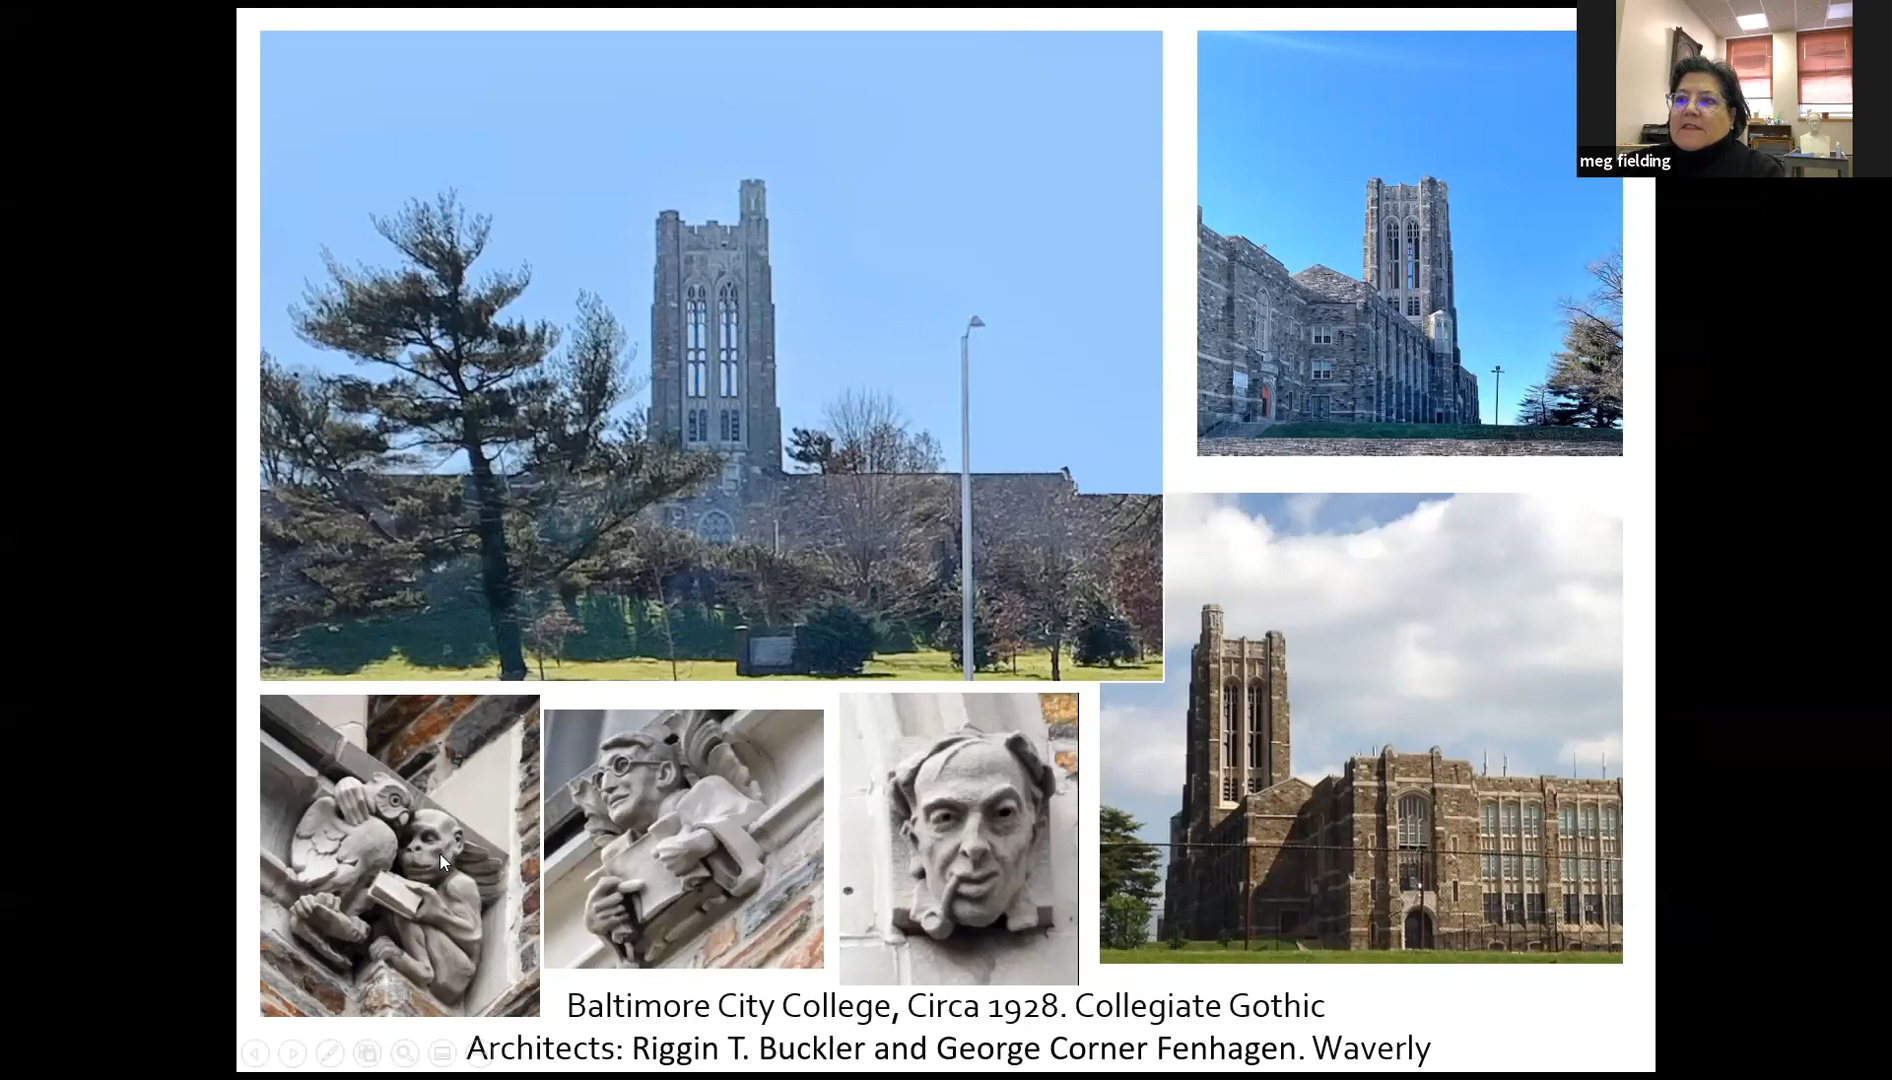 meg fielding
Baltimore City College, Circa 1928. Collegiate Gothic
Architects: Riggin T. Buckler and George Corner Fenhagen. Waverly